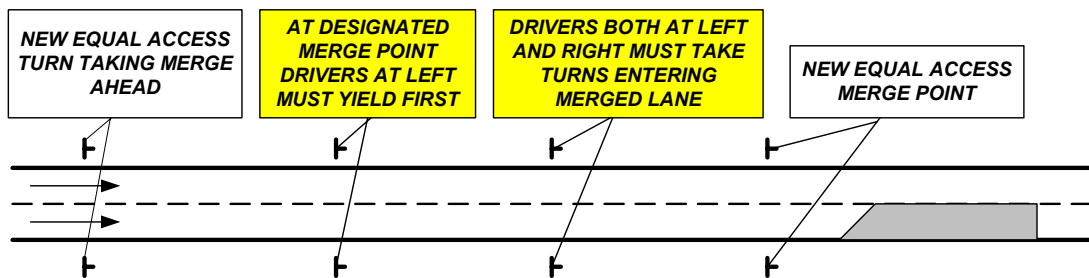 NEW EQUAL ACCESS
TURN TAKING MERGE
AHEAD
AT DESIGNATED
MERGE POINT
DRIVERS AT LEFT
MUST YIELD FIRST
DRIVERS BOTH AT LEFT
AND RIGHT MUST TAKE
TURNS ENTERING
MERGED LANE
NEW EQUAL ACCESS
MERGE POINT